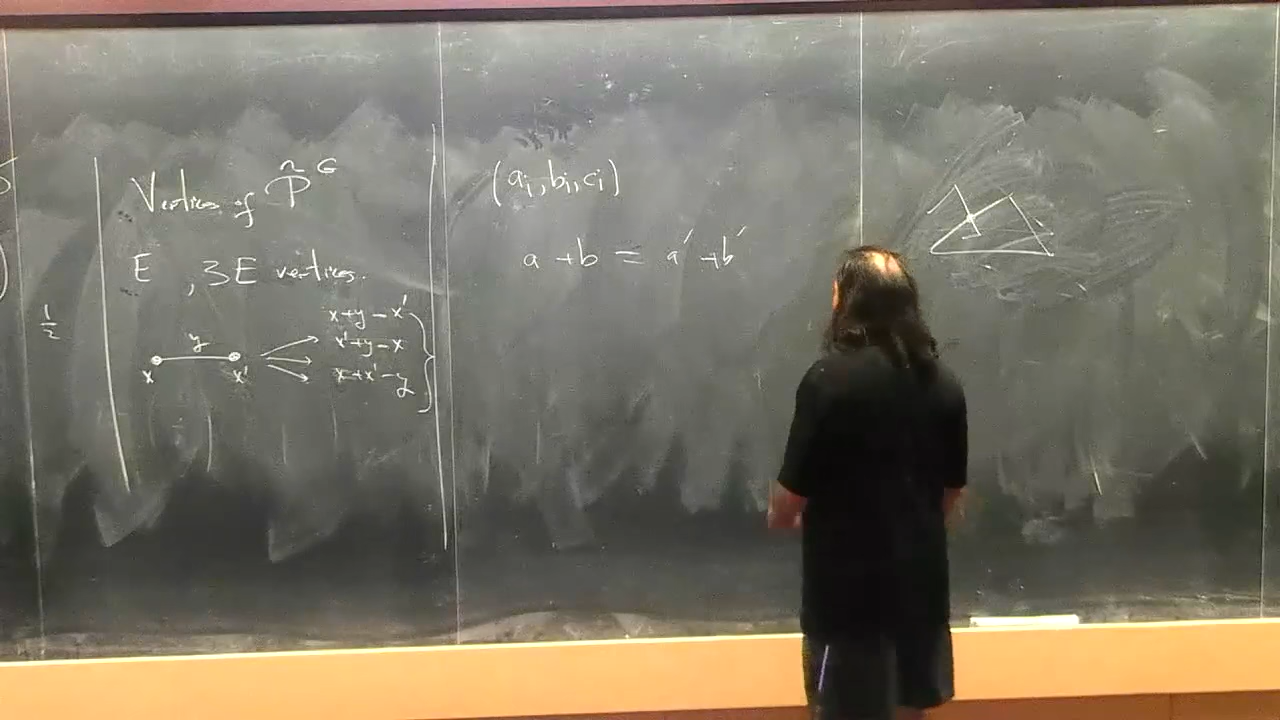 1/2
Vertices of P̃^G
E , 3E vertices.
x+y-x'
y
x'+y-x
x x'
x+x'-y
(a_i, b_i, c_i)
a + b = a' + b'